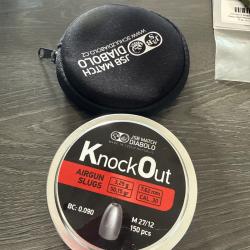 JSB MATCH
DIABOLO
WWW.SCHULZDIABOLO.CZ
JSB MATCH
DIABOLO
KnockOut
AIRGUN
SLUGS
3,25 g
50,15 gr
7,62 mm
CAL .30
BC: 0.090
M 27/12
150 pcs